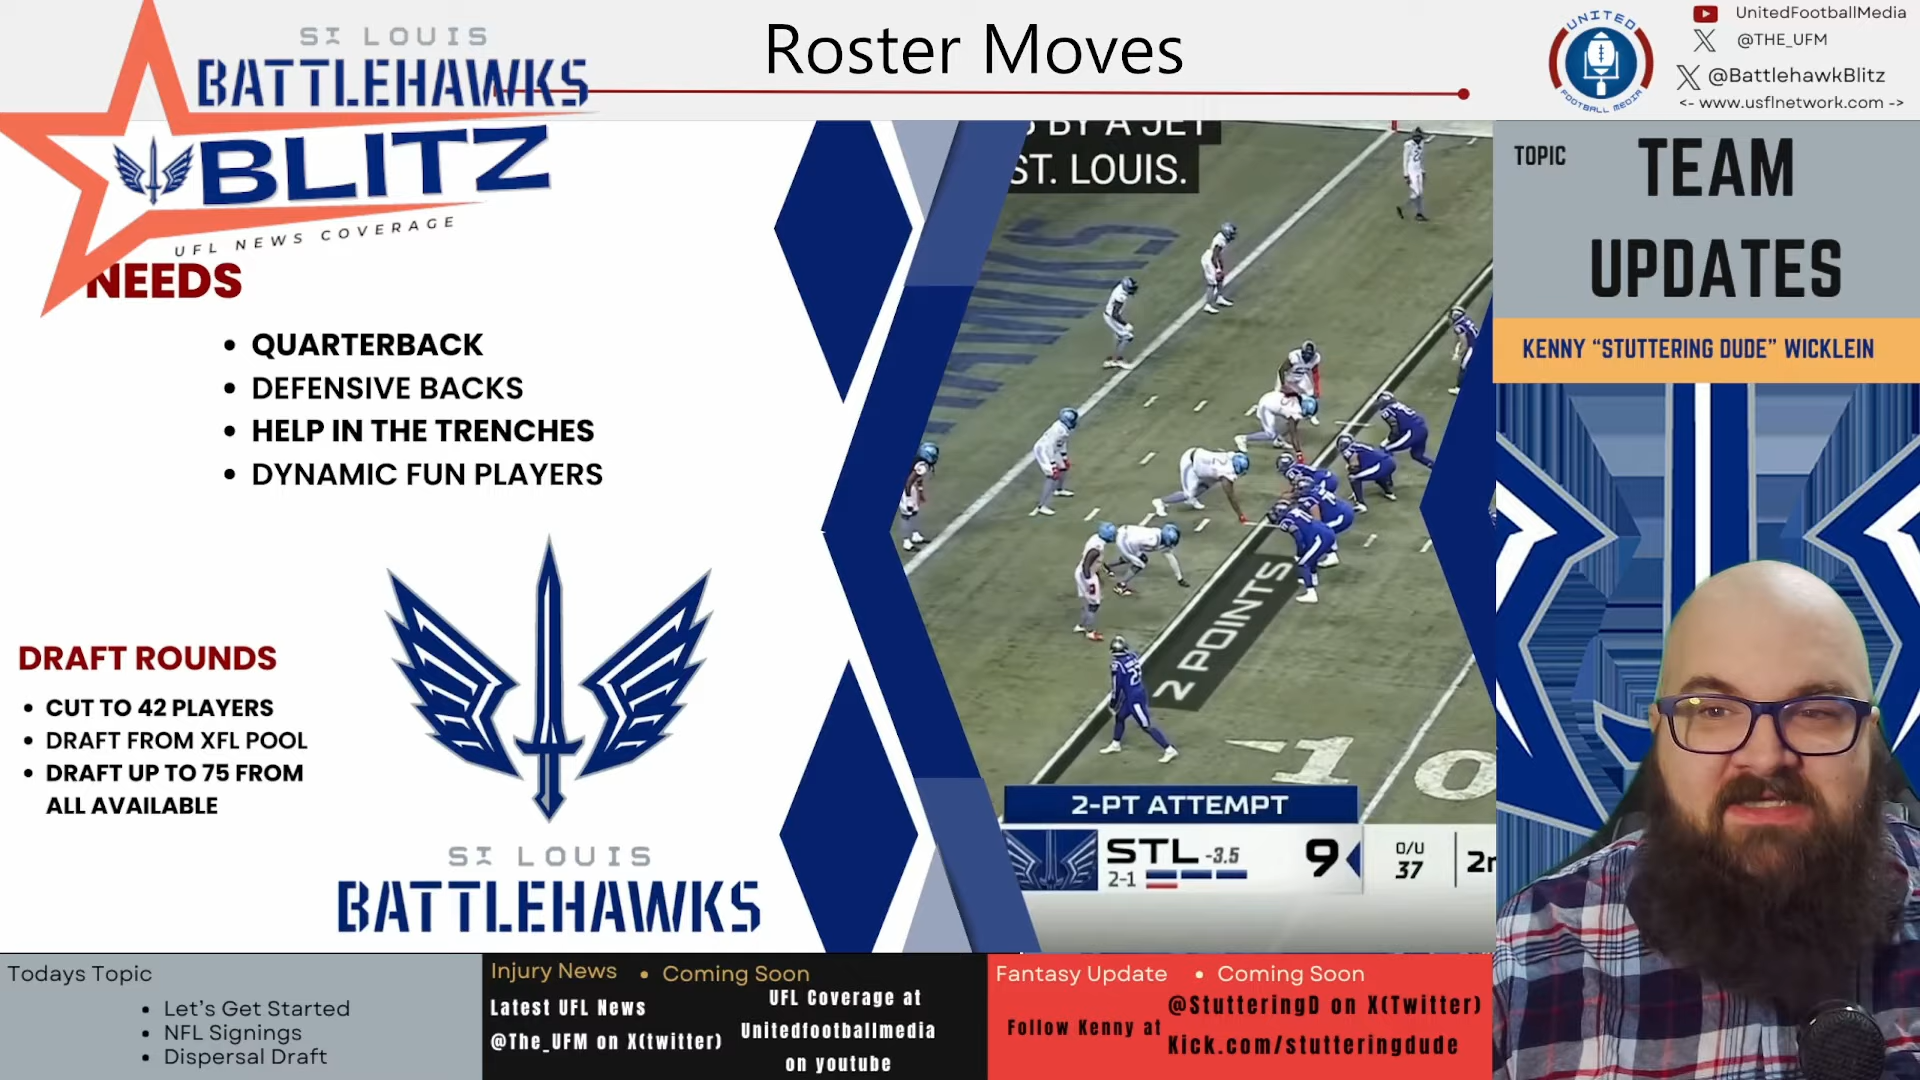 ST LOUIS
BATTLEHAWKS
BLITZ
UFL NEWS COVERAGE
Roster Moves
UNITED
FOOTBALL MEDIA
UnitedFootballMedia
@THE_UFM
@BattlehawkBlitz
<- www.usflnetwork.com ->
NEEDS
• QUARTERBACK
• DEFENSIVE BACKS
• HELP IN THE TRENCHES
• DYNAMIC FUN PLAYERS
DRAFT ROUNDS
• CUT TO 42 PLAYERS
• DRAFT FROM XFL POOL
• DRAFT UP TO 75 FROM
ALL AVAILABLE
ST LOUIS
BATTLEHAWKS
BY A JET
ST. LOUIS.
2 POINTS
1 0
2-PT ATTEMPT
STL -3.5
2-1
9
O/U
37
TOPIC
TEAM
UPDATES
KENNY “STUTTERING DUDE” WICKLEIN
Todays Topic
• Let’s Get Started
• NFL Signings
• Dispersal Draft
Injury News • Coming Soon
Latest UFL News
@The_UFM on X(twitter)
UFL Coverage at
Unitedfootballmedia
on youtube
Fantasy Update • Coming Soon
Follow Kenny at
@StutteringD on X(Twitter)
Kick.com/stutteringdude